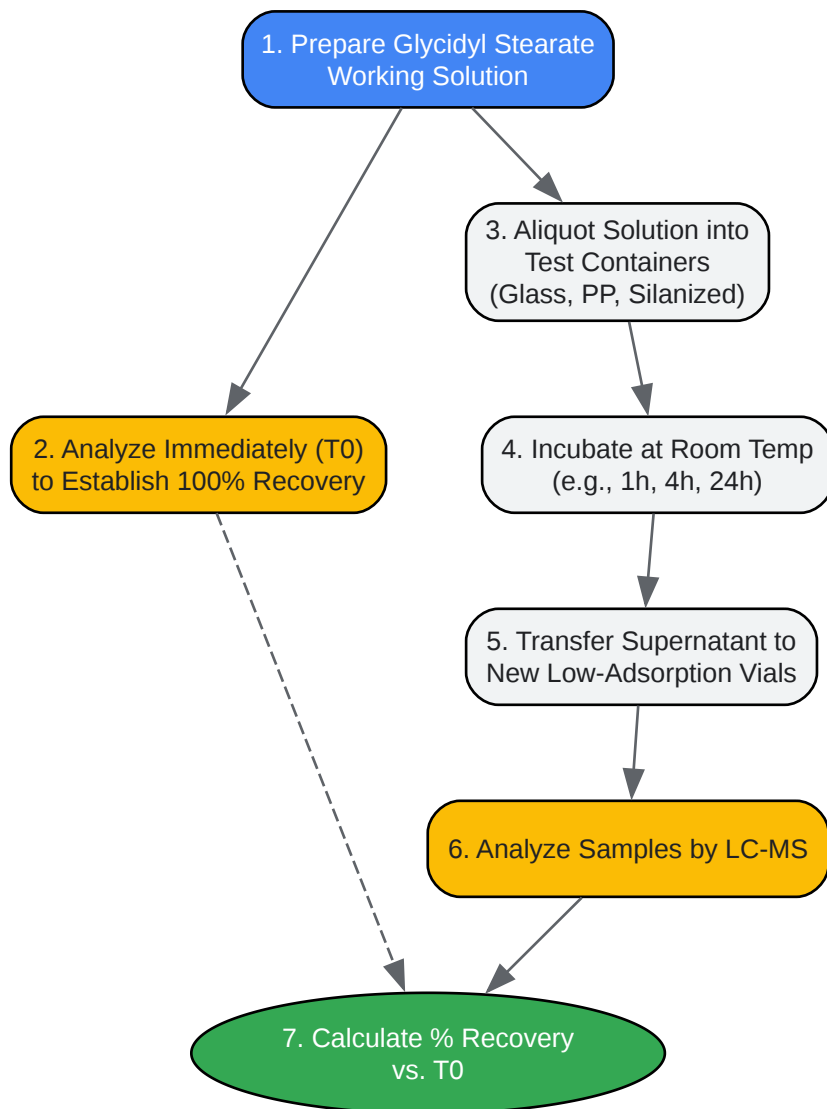 1. Prepare Glycidyl Stearate
Working Solution
3. Aliquot Solution into
Test Containers
(Glass, PP, Silanized)
2. Analyze Immediately (T0)
to Establish 100% Recovery
4. Incubate at Room Temp
(e.g., 1h, 4h, 24h)
5. Transfer Supernatant to
New Low-Adsorption Vials
6. Analyze Samples by LC-MS
7. Calculate % Recovery
vs. T0